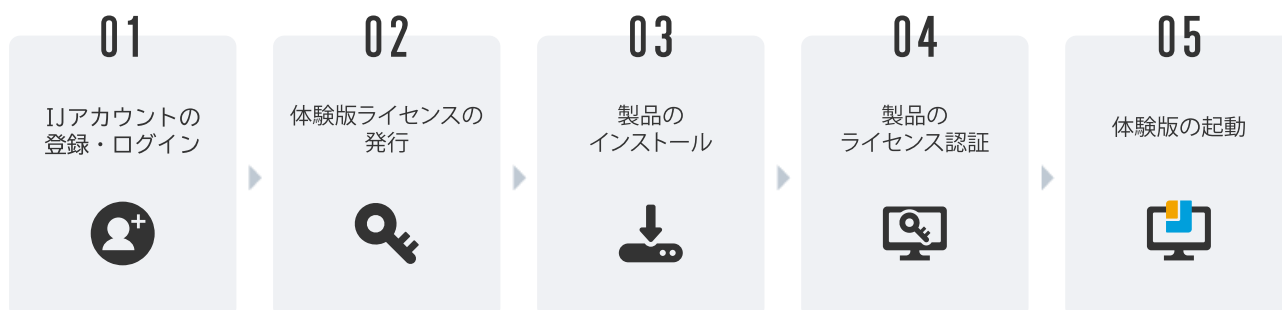 01
IJアカウントの
登録・ログイン
02
体験版ライセンスの
発行
03
製品の
インストール
04
製品の
ライセンス認証
05
体験版の起動